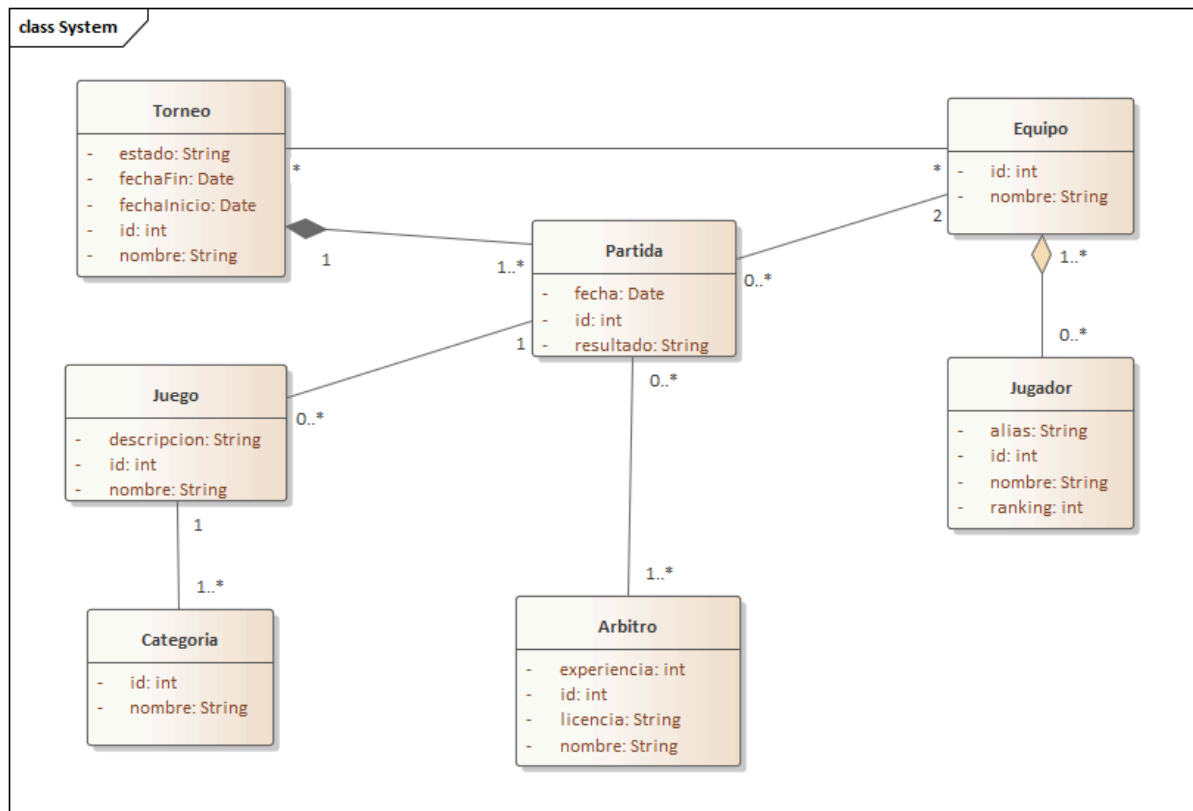 class System
Torneo
- estado: String
- fechaFin: Date
- fechaInicio: Date
- id: int
- nombre: String
*
*
Equipo
- id: int
- nombre: String
1
1..*
Partida
- fecha: Date
- id: int
- resultado: String
2
0..*
1..*
0..*
Juego
- descripcion: String
- id: int
- nombre: String
1
0..*
0..*
Jugador
- alias: String
- id: int
- nombre: String
- ranking: int
1
1..*
Categoria
- id: int
- nombre: String
1..*
Arbitro
- experiencia: int
- id: int
- licencia: String
- nombre: String